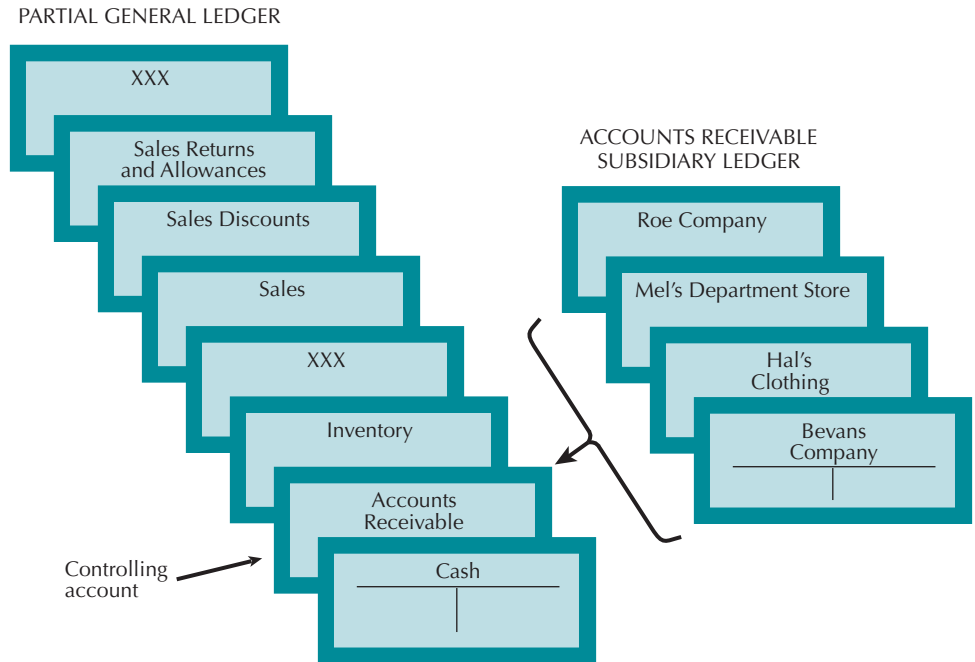 PARTIAL GENERAL LEDGER
XXX
Sales Returns
and Allowances
Sales Discounts
Sales
XXX
Inventory
Accounts
Receivable
Cash
Controlling
account
ACCOUNTS RECEIVABLE
SUBSIDIARY LEDGER
Roe Company
Mel's Department Store
Hal's
Clothing
Bevans
Company